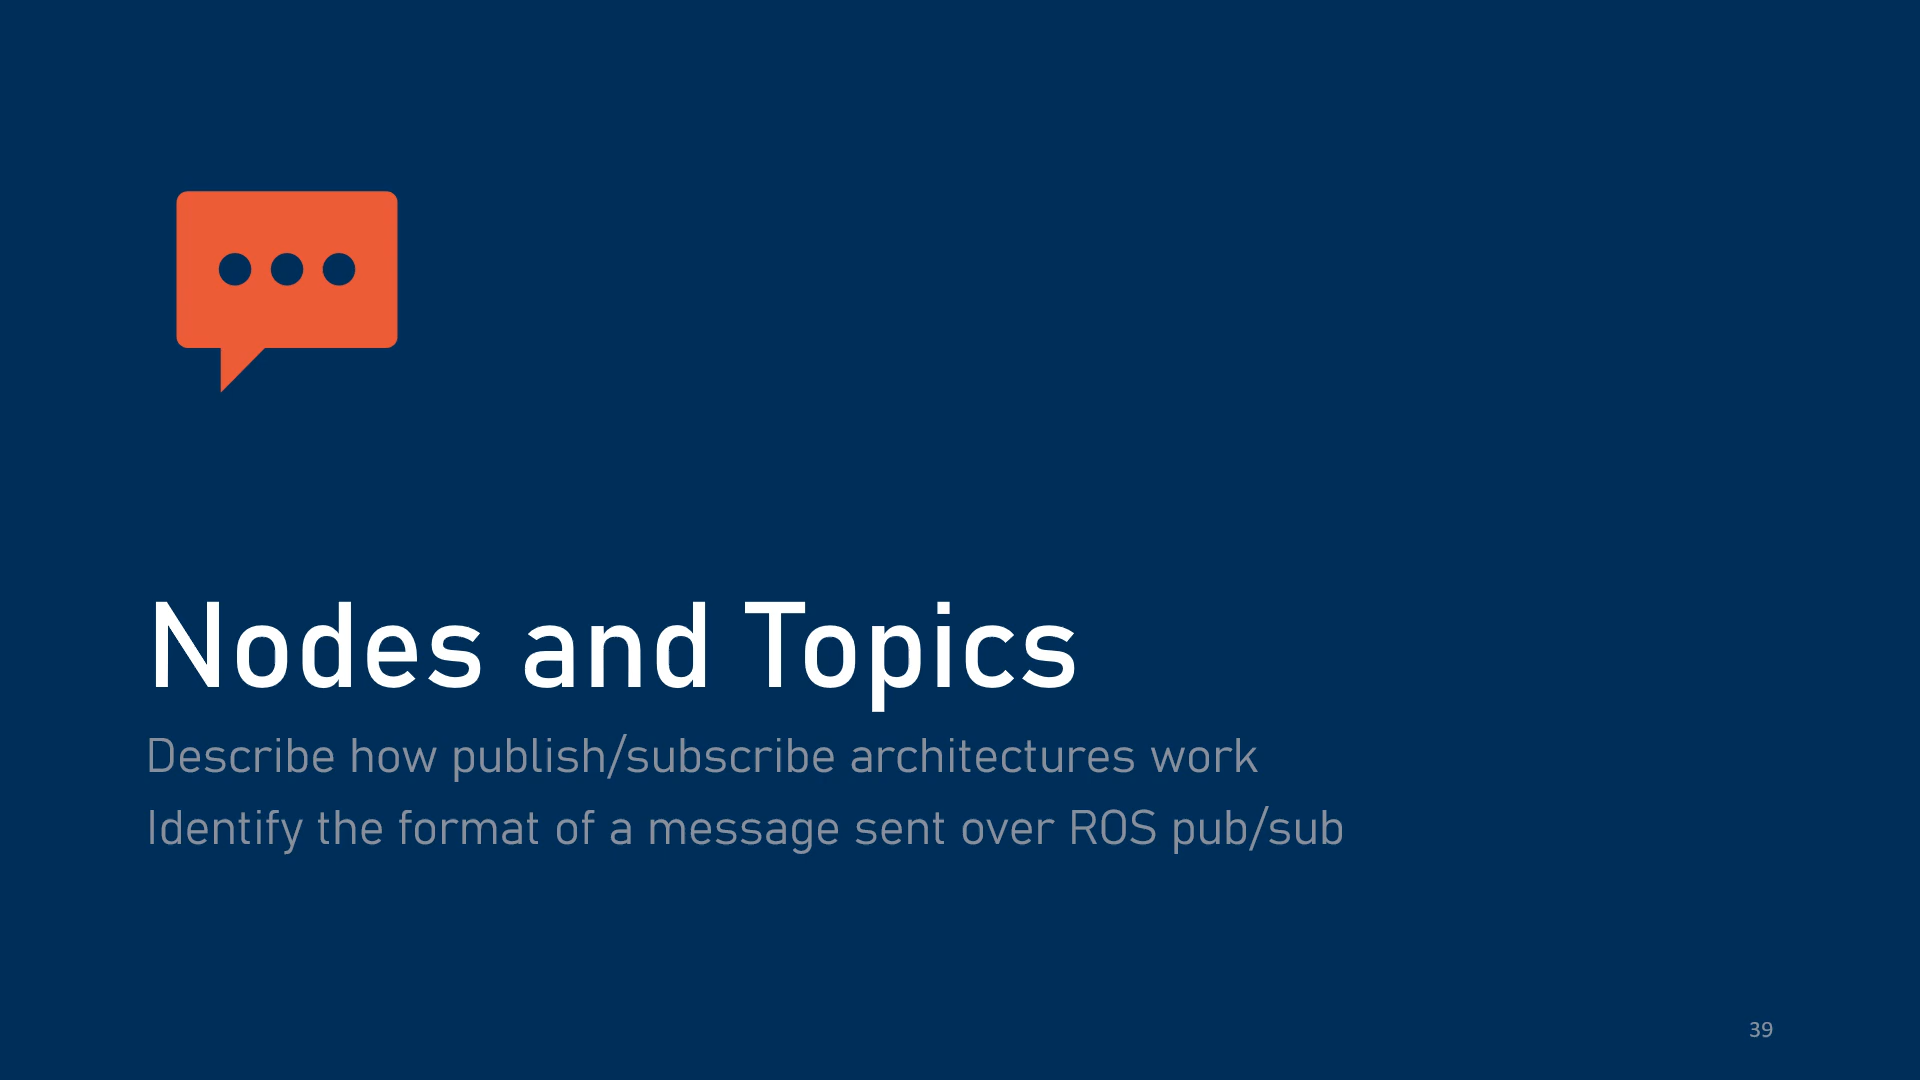 Nodes and Topics
Describe how publish/subscribe architectures work
Identify the format of a message sent over ROS pub/sub
39